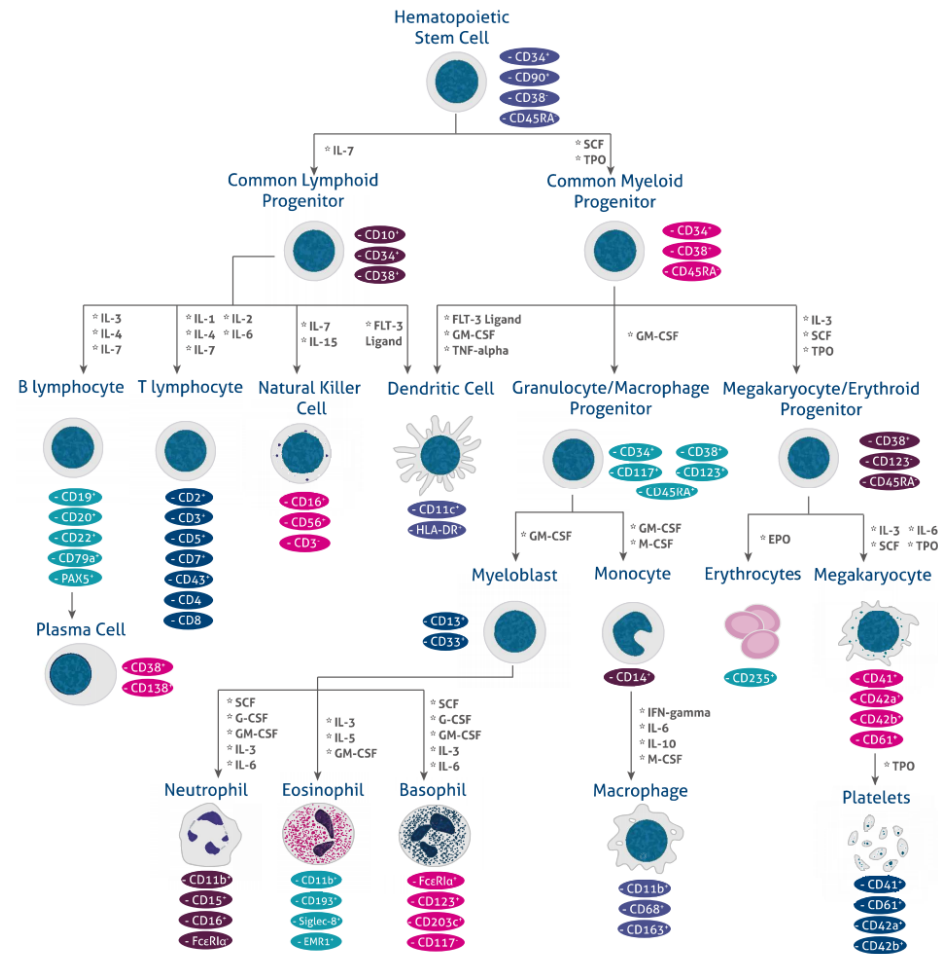 Hematopoietic
Stem Cell
- CD34⁺
- CD90⁺
- CD38⁻
- CD45RA⁻
☆ IL-7
☆ SCF
☆ TPO
Common Lymphoid
Progenitor
- CD10⁺
- CD34⁺
- CD38⁺
Common Myeloid
Progenitor
- CD34⁺
- CD38⁻
- CD45RA⁻
☆ IL-3
☆ IL-4
☆ IL-7
☆ IL-1 ☆ IL-2
☆ IL-4 ☆ IL-6
☆ IL-7
☆ IL-7
☆ IL-15
☆ FLT-3
Ligand
☆ FLT-3 Ligand
☆ GM-CSF
☆ TNF-alpha
☆ GM-CSF
☆ IL-3
☆ SCF
☆ TPO
B lymphocyte
- CD19⁺
- CD20⁺
- CD22⁺
- CD79a⁺
- PAX5⁺
T lymphocyte
- CD2⁺
- CD3⁺
- CD5⁺
- CD7⁺
- CD43⁺
- CD4
- CD8
Natural Killer
Cell
- CD16⁺
- CD56⁺
- CD3⁻
Dendritic Cell
- CD11c⁺
- HLA-DR⁺
Granulocyte/Macrophage
Progenitor
- CD34⁺ - CD38⁺
- CD117⁺ - CD123⁺
- CD45RA⁺
Megakaryocyte/Erythroid
Progenitor
- CD38⁺
- CD123⁻
- CD45RA⁻
Plasma Cell
- CD38⁺
- CD138⁺
☆ GM-CSF
☆ GM-CSF
☆ M-CSF
☆ EPO
☆ IL-3 ☆ IL-6
☆ SCF ☆ TPO
Myeloblast
- CD13⁺
- CD33⁺
Monocyte
- CD14⁺
Erythrocytes
- CD235⁺
Megakaryocyte
- CD41⁺
- CD42a⁺
- CD42b⁺
- CD61⁺
☆ SCF
☆ G-CSF
☆ GM-CSF
☆ IL-3
☆ IL-6
☆ IL-3
☆ IL-5
☆ GM-CSF
☆ SCF
☆ G-CSF
☆ GM-CSF
☆ IL-3
☆ IL-6
☆ IFN-gamma
☆ IL-6
☆ IL-10
☆ M-CSF
☆ TPO
Neutrophil
- CD11b⁺
- CD15⁺
- CD16⁺
- FcεRIα⁻
Eosinophil
- CD11b⁺
- CD193⁺
- Siglec-8⁺
- EMR1⁺
Basophil
- FcεRIα⁺
- CD123⁺
- CD203c⁺
- CD117⁻
Macrophage
- CD11b⁺
- CD68⁺
- CD163⁺
Platelets
- CD41⁺
- CD61⁺
- CD42a⁺
- CD42b⁺